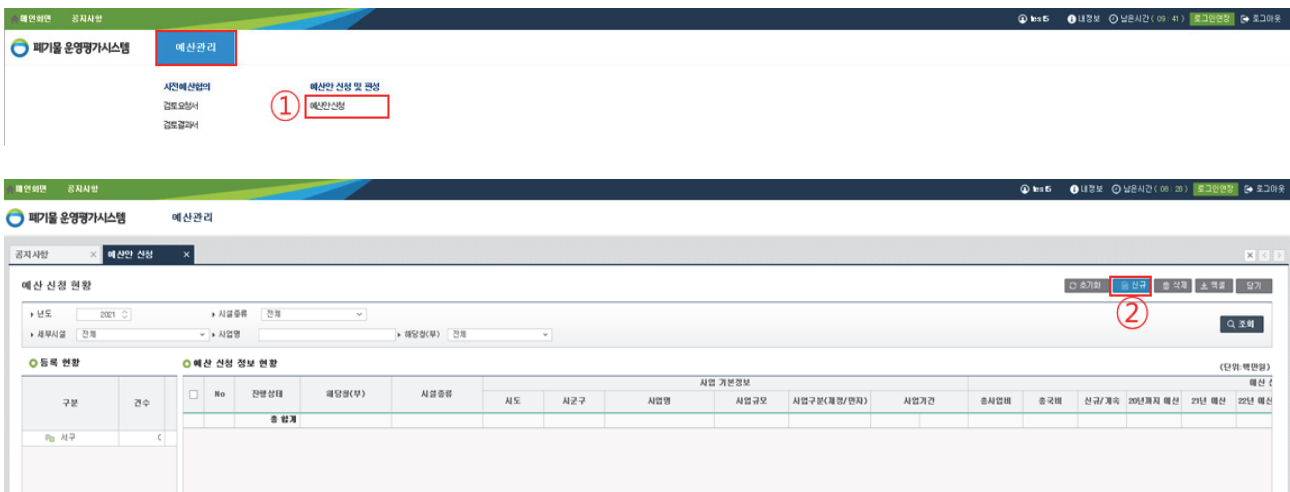 메인화면 공지사항 test5 내정보 남은시간( 09 : 41 ) 로그인연장 로그아웃
폐기물 운영평가시스템 예산관리
사전예산협의 예산안 신청 및 편성
검토요청서 ① 예산안신청
검토결과서
메인화면 공지사항 test5 내정보 남은시간( 08 : 28 ) 로그인연장 로그아웃
폐기물 운영평가시스템 예산관리
공지사항 × 예산안 신청 ×
예산 신청 현황 초기화 신규 삭제 엑셀 닫기
②
년도 2021 시설종류 전체
세부시설 전체 사업명 해당청(부) 전체 조회
등록 현황 예산 신청 정보 현황 (단위:백만원)
사업 기본정보 예산
구분 건수 No 진행상태 해당청(부) 시설종류 시도 시군구 사업명 사업규모 사업구분(재정/민자) 사업기간 총사업비 총국비 신규/계속 20년까지 예산 21년 예산 22년 예산
총 합계
서구